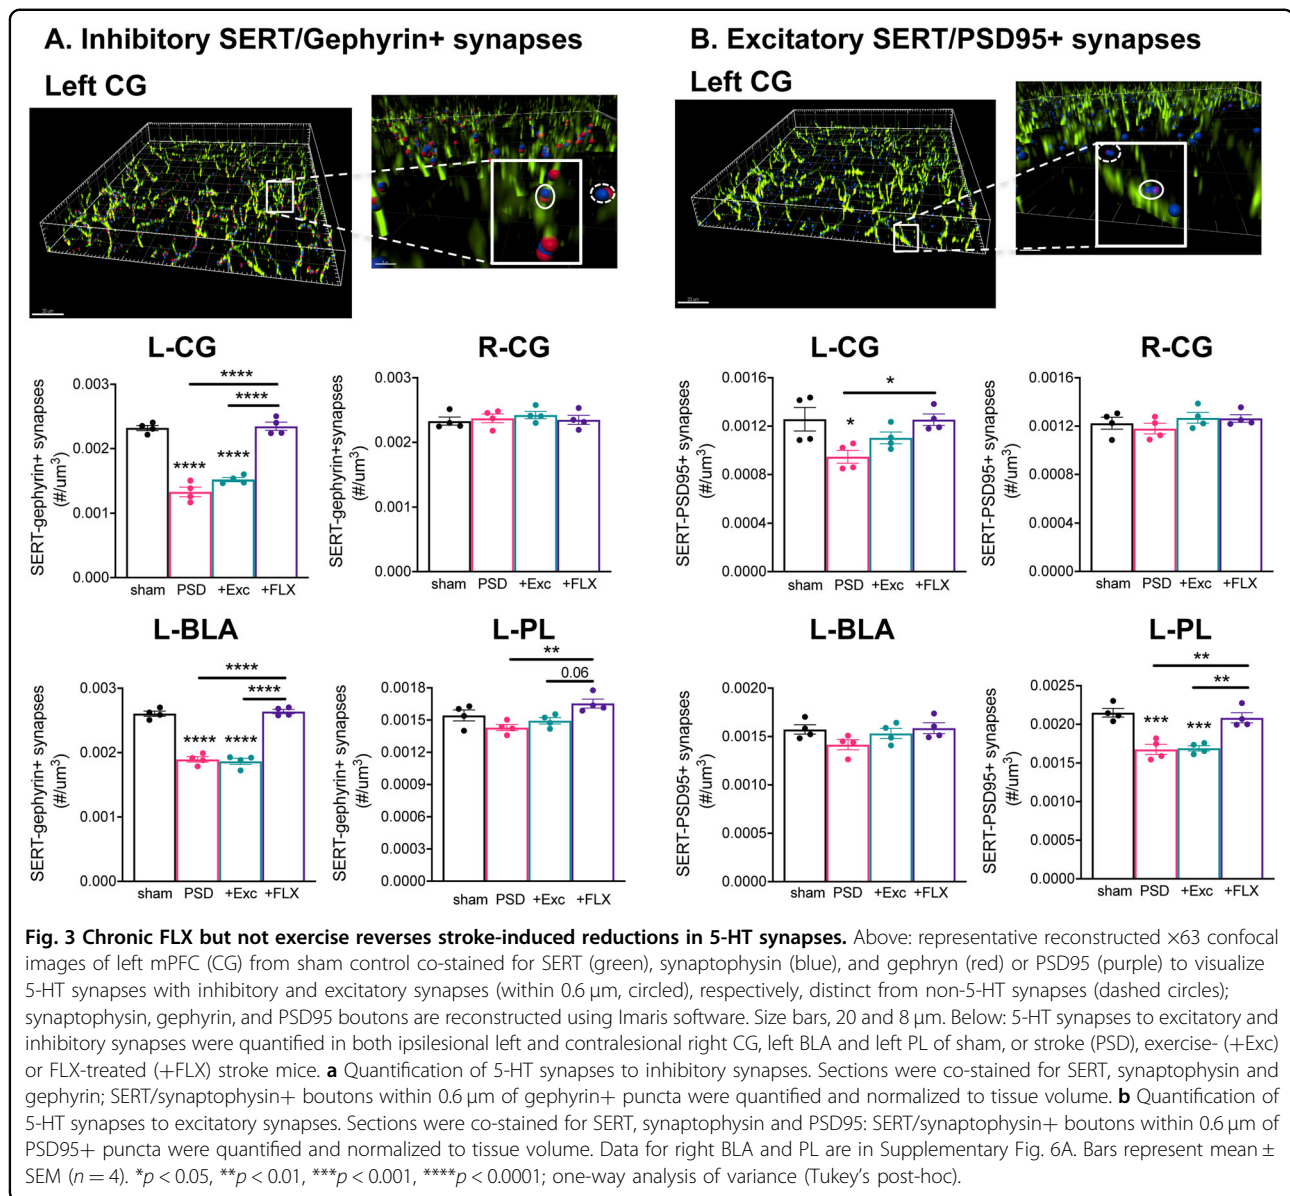 A. Inhibitory SERT/Gephyrin+ synapses
Left CG
20 µm
B. Excitatory SERT/PSD95+ synapses
Left CG
20 µm
L-CG
SERT-gephyrin+ synapses
(#/um³)
0.003
0.002
0.001
0.000
****
****
****
****
sham PSD +Exc +FLX
R-CG
SERT-gephyrin+synapses
(#/um³)
0.003
0.002
0.001
0.000
sham PSD +Exc +FLX
L-CG
SERT-PSD95+ synapses
(#/um³)
0.0016
0.0012
0.0008
0.0004
0.0000
*
*
sham PSD +Exc +FLX
R-CG
SERT-PSD95+ synapses
(#/um³)
0.0016
0.0012
0.0008
0.0004
0.0000
sham PSD +Exc +FLX
L-BLA
SERT-gephyrin+ synapses
(#/um³)
0.003
0.002
0.001
0.000
****
****
****
****
sham PSD +Exc +FLX
L-PL
SERT-gephyrin+ synapses
(#/um³)
0.0018
0.0015
0.0012
0.0009
0.0006
0.0003
0.0000
**
0.06
sham PSD +Exc +FLX
L-BLA
SERT-PSD95+ synapses
(#/um³)
0.0020
0.0015
0.0010
0.0005
0.0000
sham PSD +Exc +FLX
L-PL
SERT-PSD95+ synapses
(#/um³)
0.0025
0.0020
0.0015
0.0010
0.0005
0.0000
**
**
***
***
sham PSD +Exc +FLX
Fig. 3 Chronic FLX but not exercise reverses stroke-induced reductions in 5-HT synapses. Above: representative reconstructed ×63 confocal
images of left mPFC (CG) from sham control co-stained for SERT (green), synaptophysin (blue), and gephryn (red) or PSD95 (purple) to visualize
5-HT synapses with inhibitory and excitatory synapses (within 0.6 µm, circled), respectively, distinct from non-5-HT synapses (dashed circles);
synaptophysin, gephyrin, and PSD95 boutons are reconstructed using Imaris software. Size bars, 20 and 8 µm. Below: 5-HT synapses to excitatory and
inhibitory synapses were quantified in both ipsilesional left and contralesional right CG, left BLA and left PL of sham, or stroke (PSD), exercise- (+Exc)
or FLX-treated (+FLX) stroke mice. a Quantification of 5-HT synapses to inhibitory synapses. Sections were co-stained for SERT, synaptophysin and
gephyrin; SERT/synaptophysin+ boutons within 0.6 µm of gephyrin+ puncta were quantified and normalized to tissue volume. b Quantification of
5-HT synapses to excitatory synapses. Sections were co-stained for SERT, synaptophysin and PSD95: SERT/synaptophysin+ boutons within 0.6 µm of
PSD95+ puncta were quantified and normalized to tissue volume. Data for right BLA and PL are in Supplementary Fig. 6A. Bars represent mean ±
SEM (n = 4). *p < 0.05, **p < 0.01, ***p < 0.001, ****p < 0.0001; one-way analysis of variance (Tukey's post-hoc).